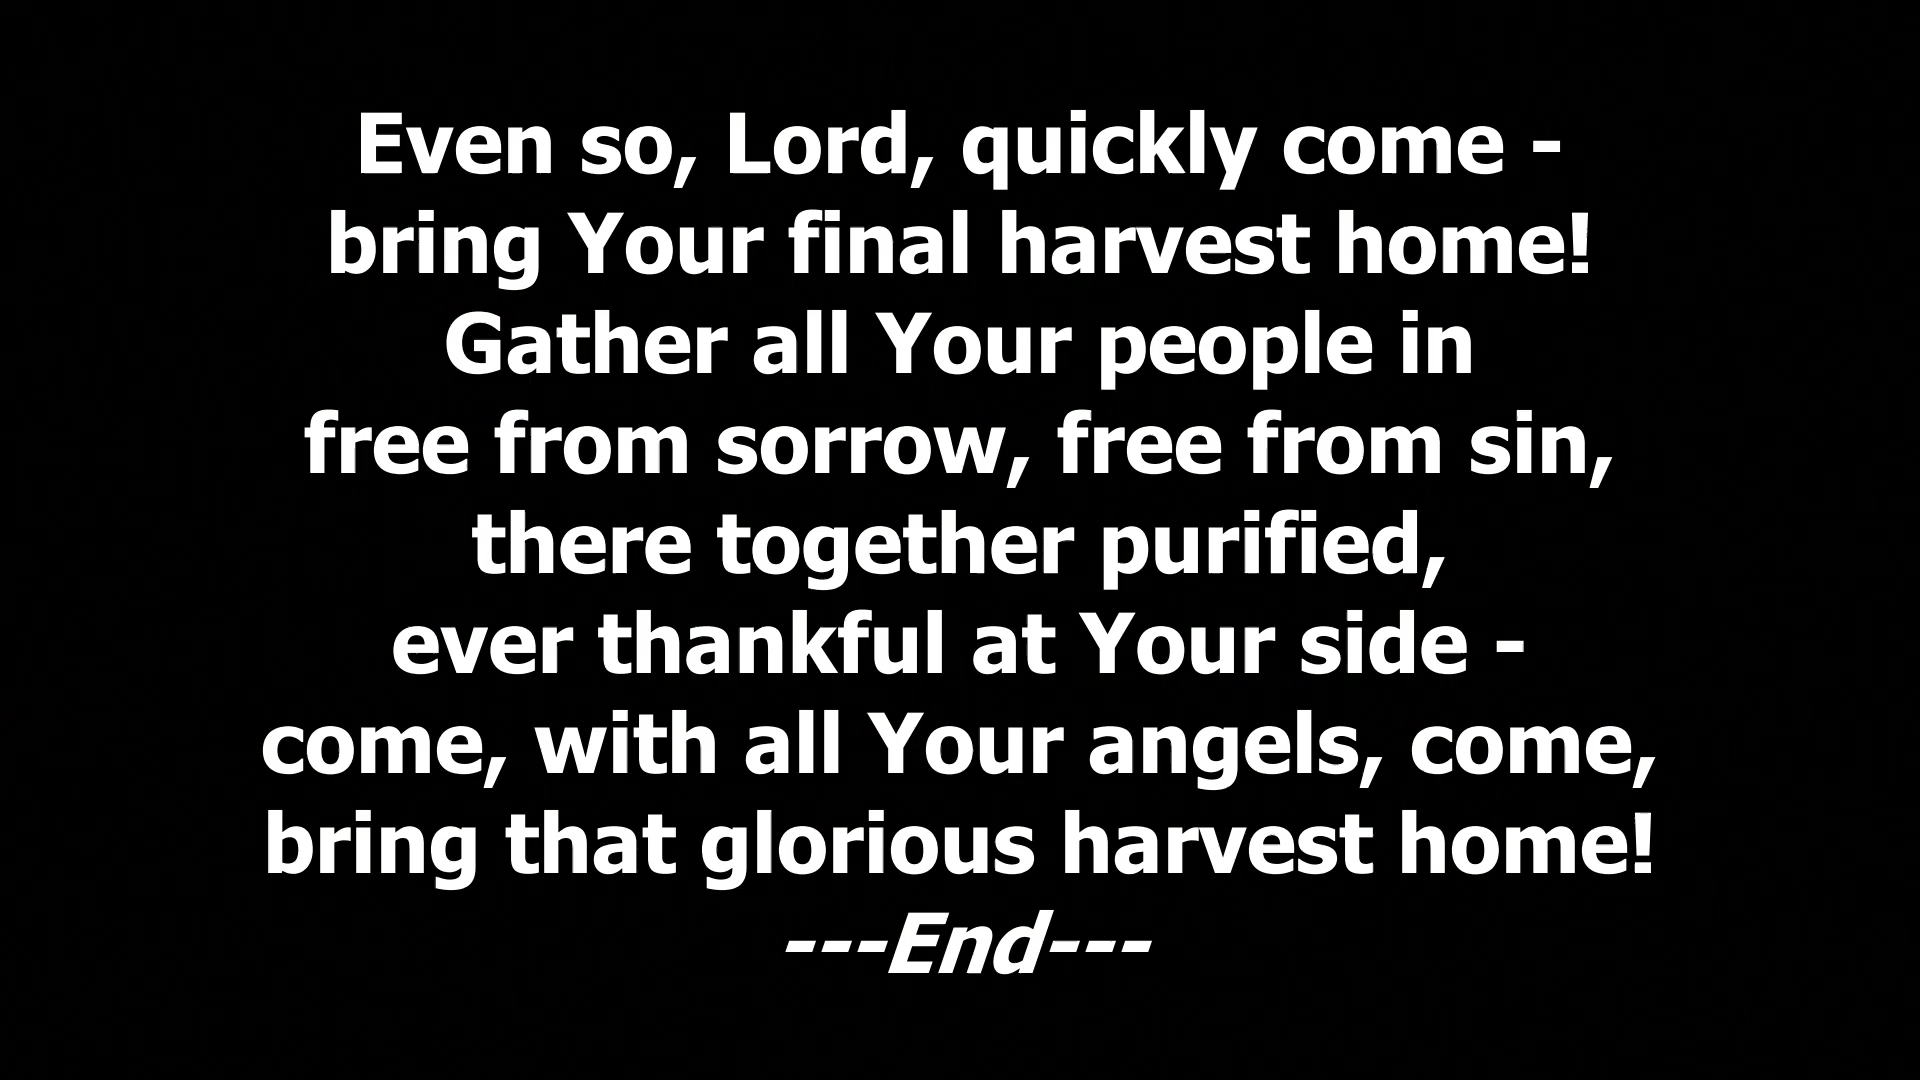 Even so, Lord, quickly come -
bring Your final harvest home!
Gather all Your people in
free from sorrow, free from sin,
there together purified,
ever thankful at Your side -
come, with all Your angels, come,
bring that glorious harvest home!
---End---